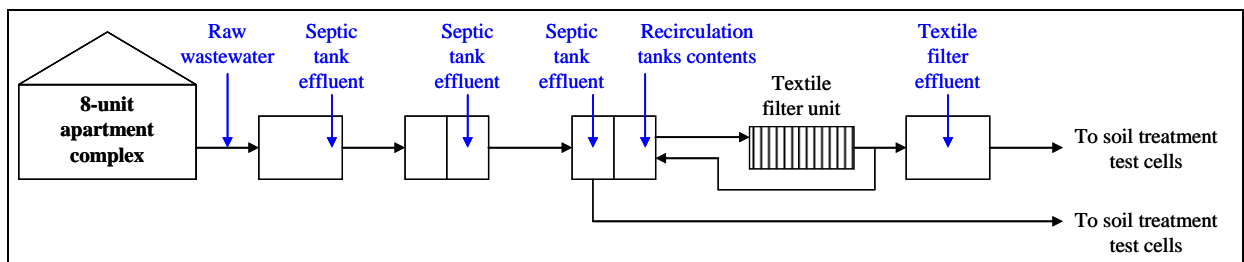 Raw
wastewater
Septic
tank
effluent
Septic
tank
effluent
Septic
tank
effluent
Recirculation
tanks contents
Textile
filter
effluent
8-unit
apartment
complex
Textile
filter unit
To soil treatment
test cells
To soil treatment
test cells